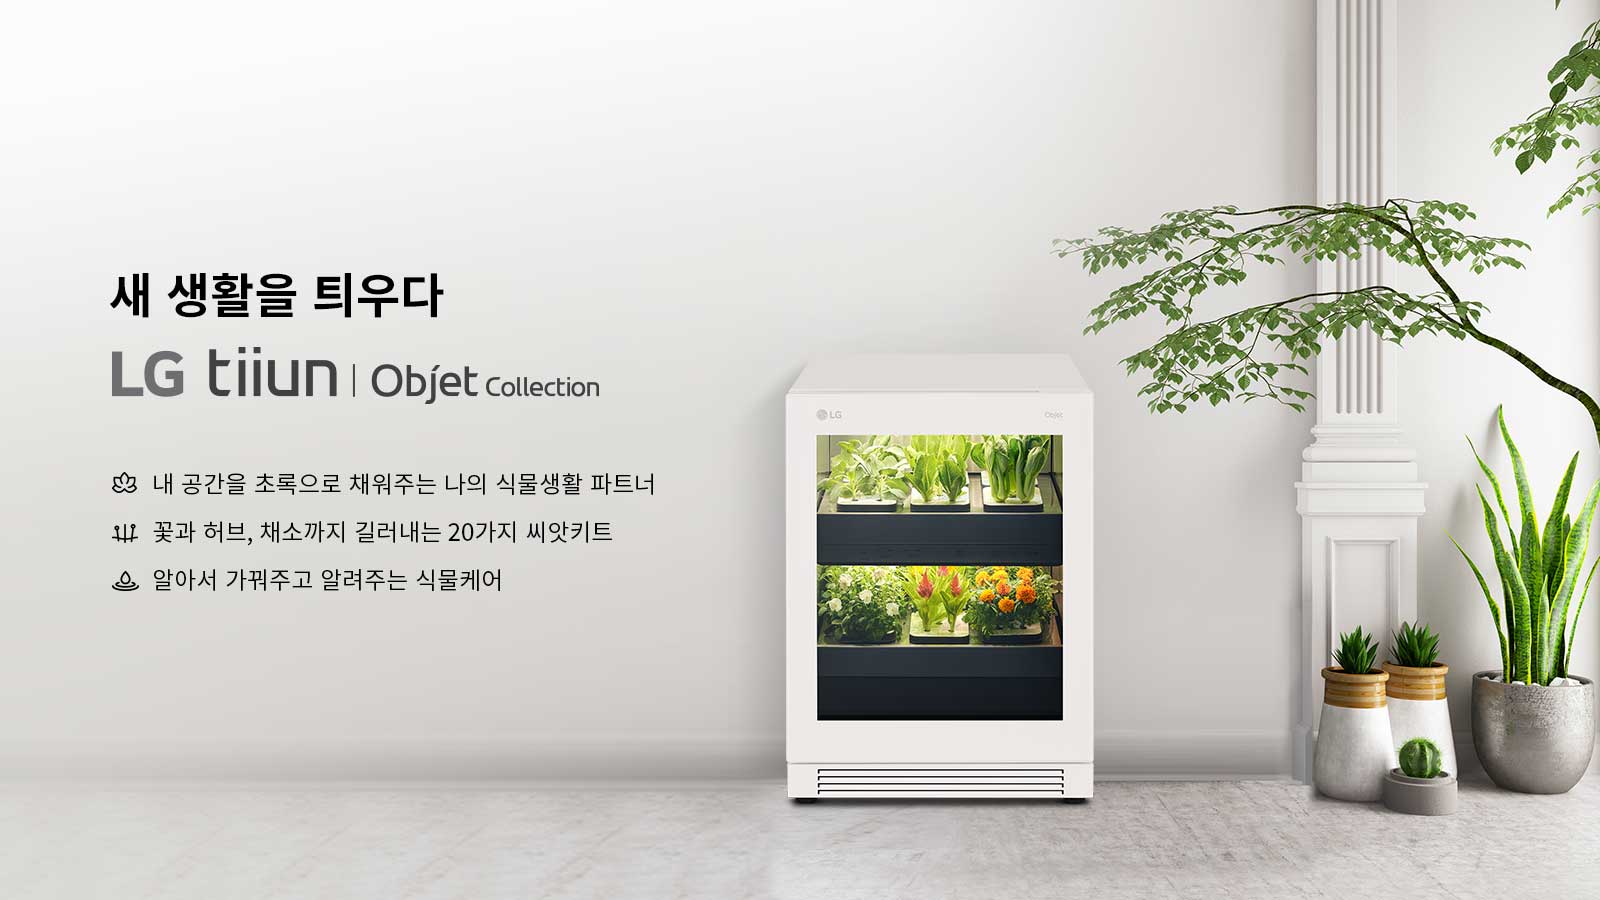 새 생활을 틔우다
LG tiiun | Objet Collection
내 공간을 초록으로 채워주는 나의 식물생활 파트너
꽃과 허브, 채소까지 길러내는 20가지 씨앗키트
알아서 가꿔주고 알려주는 식물케어
LG
Objet